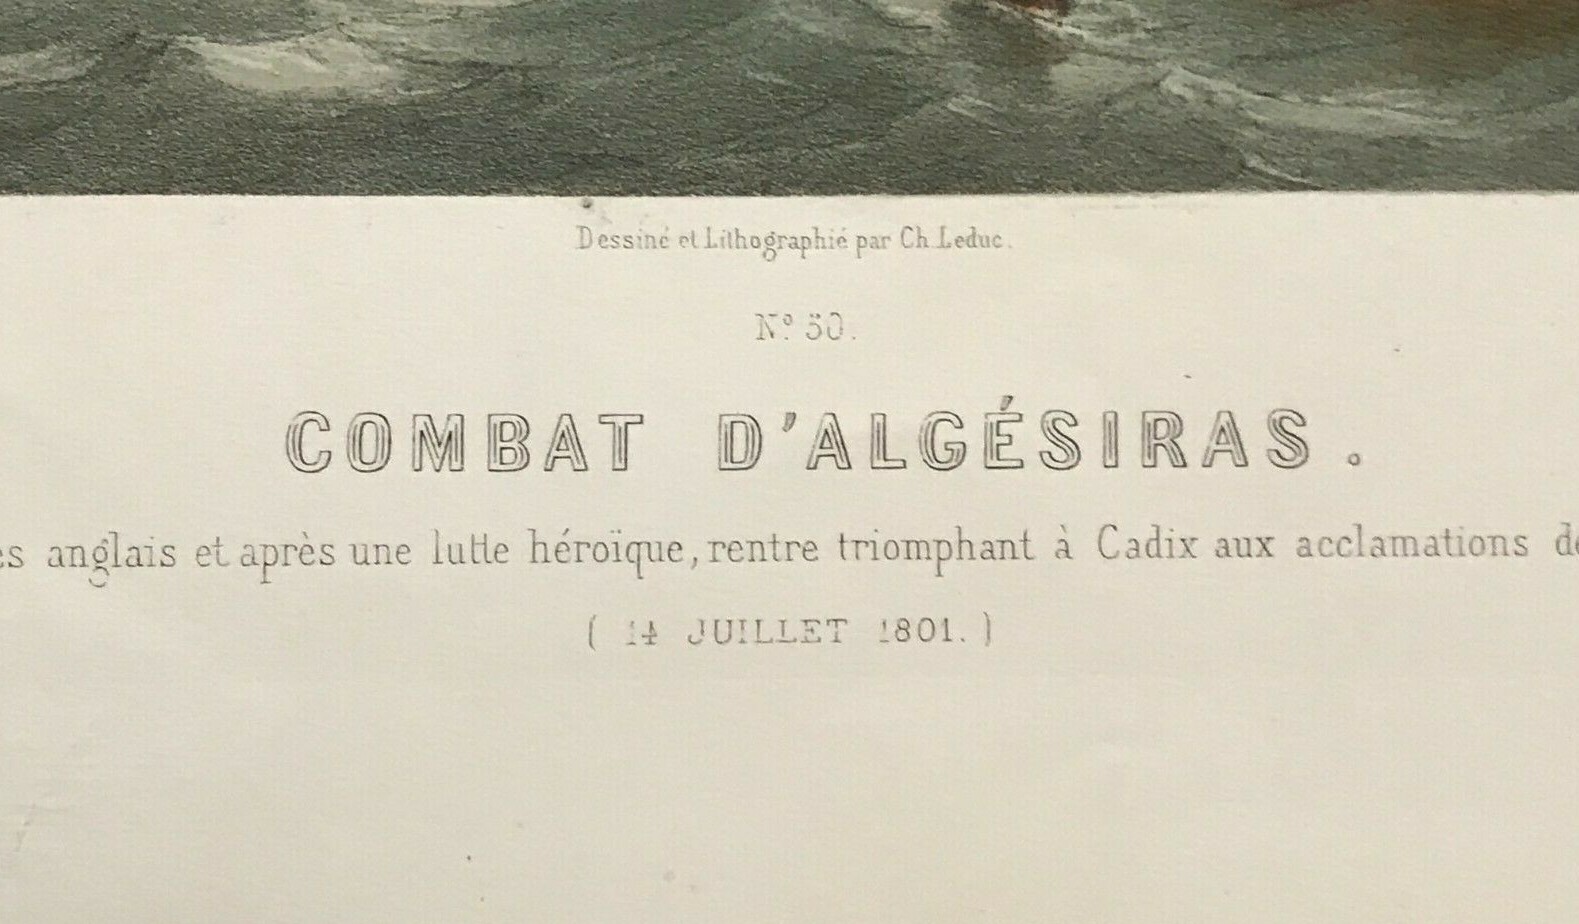 Dessiné et Lithographié par Ch. Leduc.
N° 50.
COMBAT D'ALGÉSIRAS.
anglais et après une lutte héroïque, rentre triomphant à Cadix aux acclamations
( 14 JUILLET 1801. )